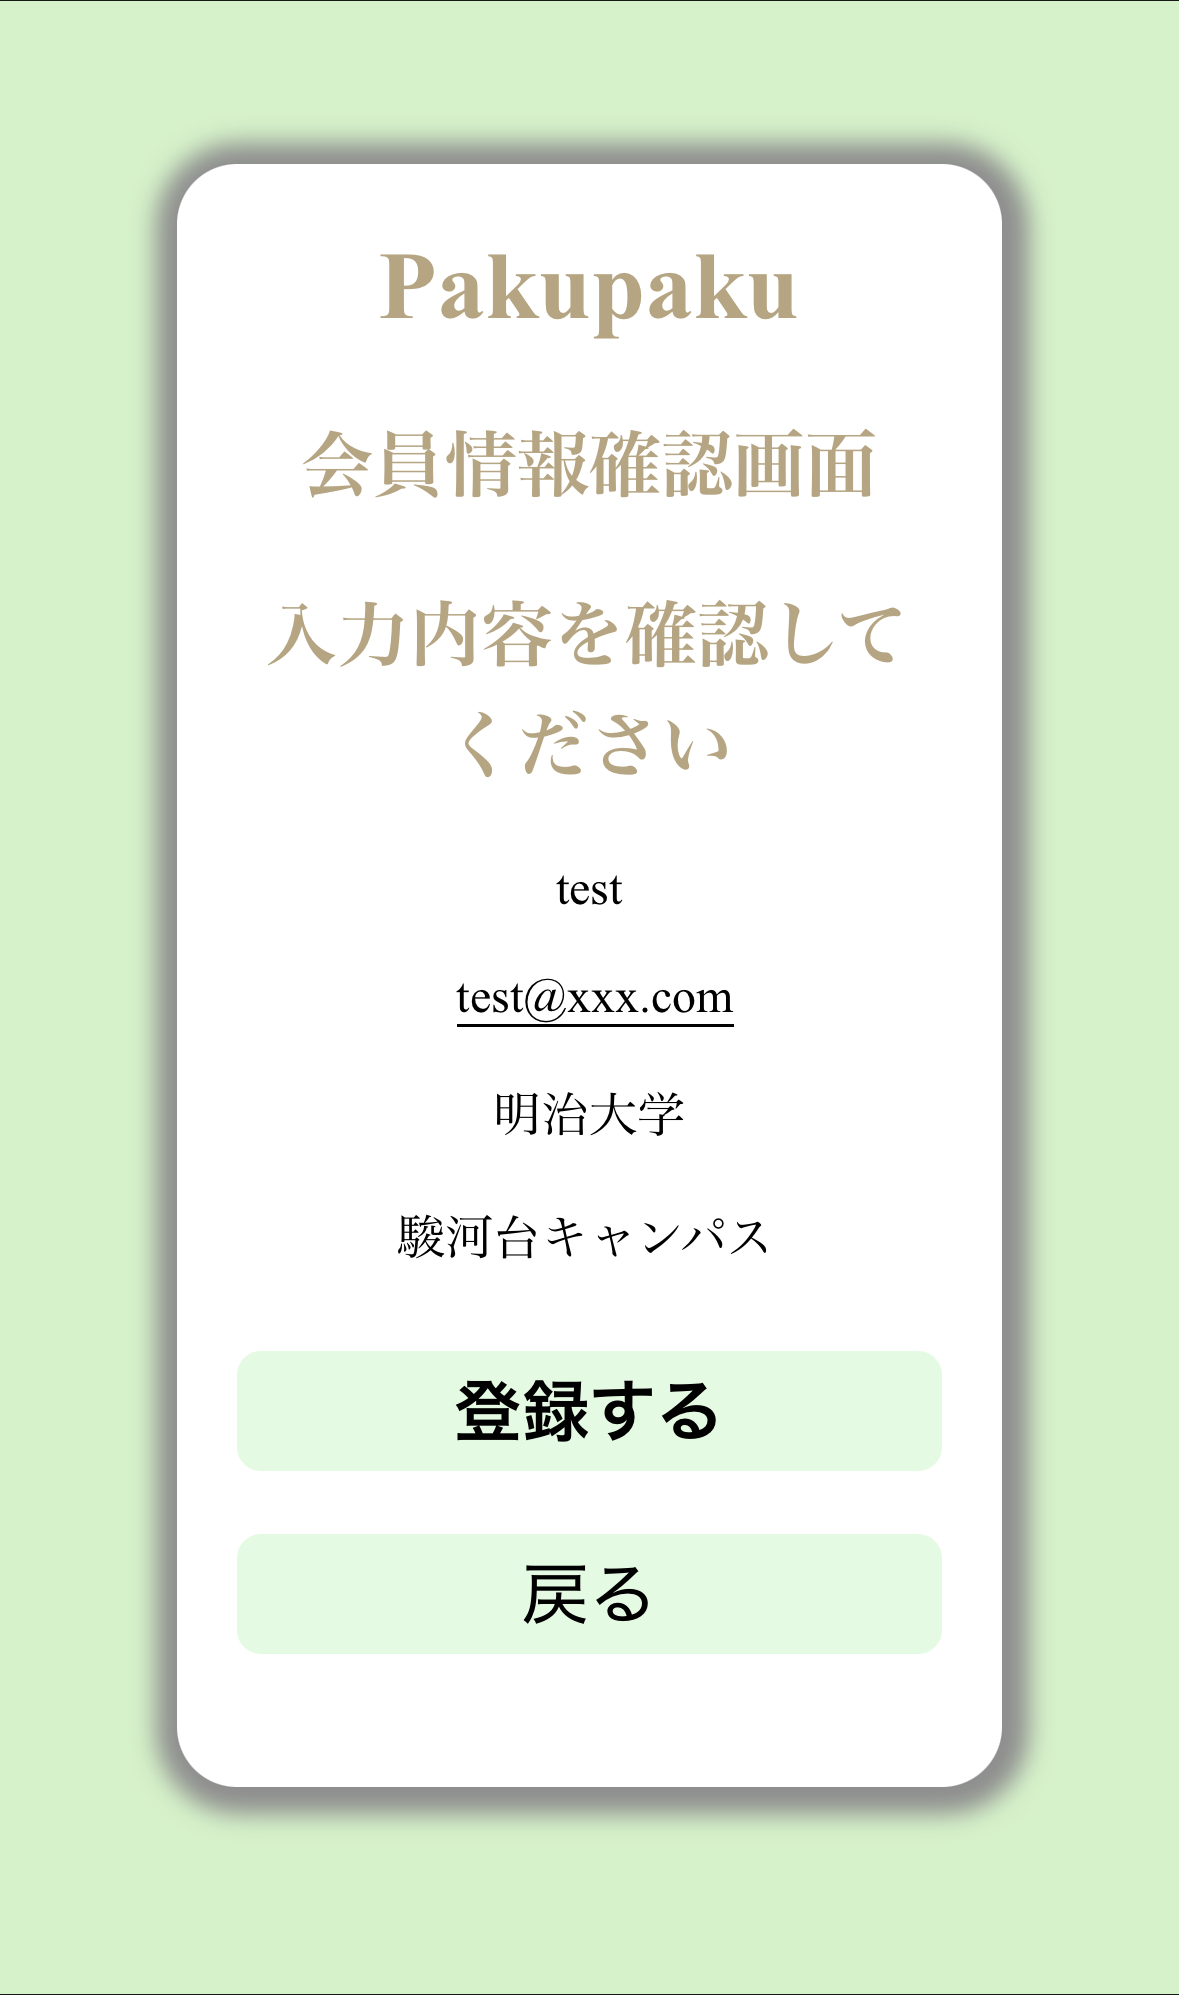 Pakupaku
会員情報確認画面
入力内容を確認して
ください
test
test@xxx.com
明治大学
駿河台キャンパス
登録する
戻る